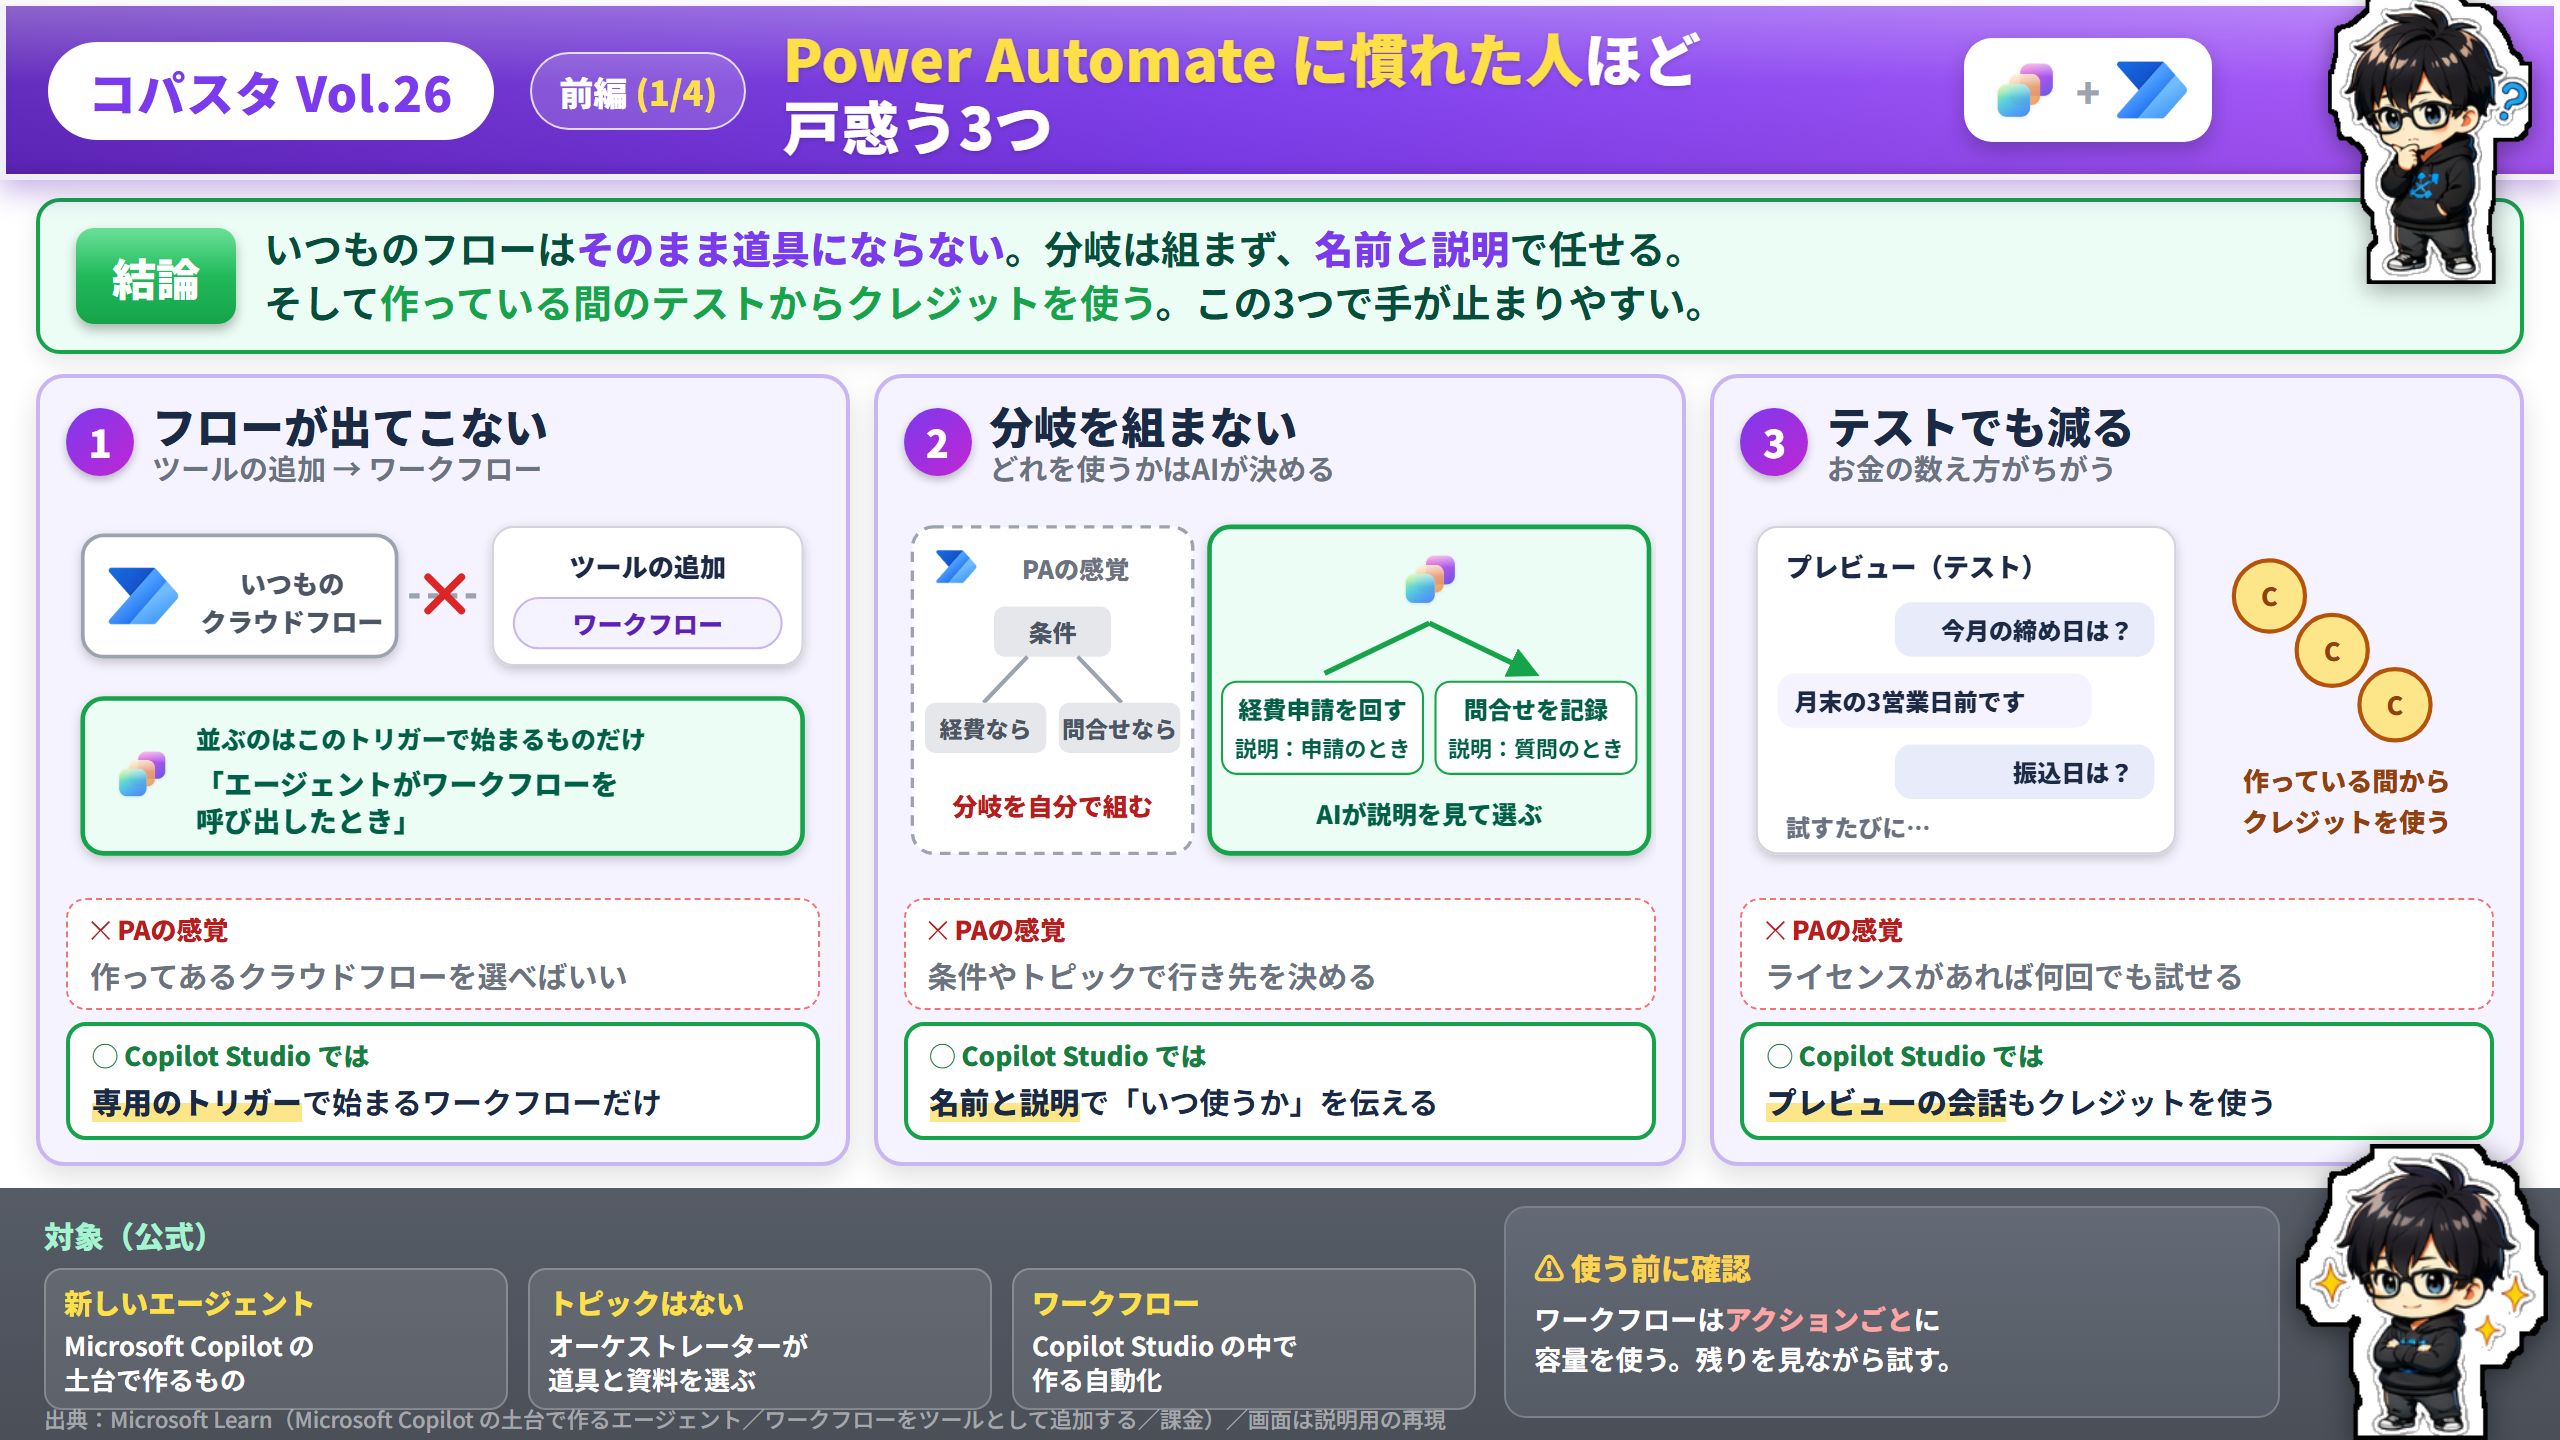 コパスタ Vol.26
前編 (1/4)
Power Automate に慣れた人ほど
戸惑う3つ
+
?
結論
いつものフローはそのまま道具にならない。分岐は組まず、名前と説明で任せる。
そして作っている間のテストからクレジットを使う。この3つで手が止まりやすい。
1
フローが出てこない
ツールの追加 → ワークフロー
いつもの
クラウドフロー
ツールの追加
ワークフロー
並ぶのはこのトリガーで始まるものだけ
「エージェントがワークフローを
呼び出したとき」
× PAの感覚
作ってあるクラウドフローを選べばいい
○ Copilot Studio では
専用のトリガーで始まるワークフローだけ
2
分岐を組まない
どれを使うかはAIが決める
PAの感覚
条件
経費なら
問合せなら
分岐を自分で組む
経費申請を回す
説明：申請のとき
問合せを記録
説明：質問のとき
AIが説明を見て選ぶ
× PAの感覚
条件やトピックで行き先を決める
○ Copilot Studio では
名前と説明で「いつ使うか」を伝える
3
テストでも減る
お金の数え方がちがう
プレビュー（テスト）
今月の締め日は？
月末の3営業日前です
振込日は？
試すたびに…
C
C
C
作っている間から
クレジットを使う
× PAの感覚
ライセンスがあれば何回でも試せる
○ Copilot Studio では
プレビューの会話もクレジットを使う
対象（公式）
新しいエージェント
Microsoft Copilot の
土台で作るもの
トピックはない
オーケストレーターが
道具と資料を選ぶ
ワークフロー
Copilot Studio の中で
作る自動化
⚠ 使う前に確認
ワークフローはアクションごとに
容量を使う。残りを見ながら試す。
出典：Microsoft Learn（Microsoft Copilot の土台で作るエージェント／ワークフローをツールとして追加する／課金）／画面は説明用の再現